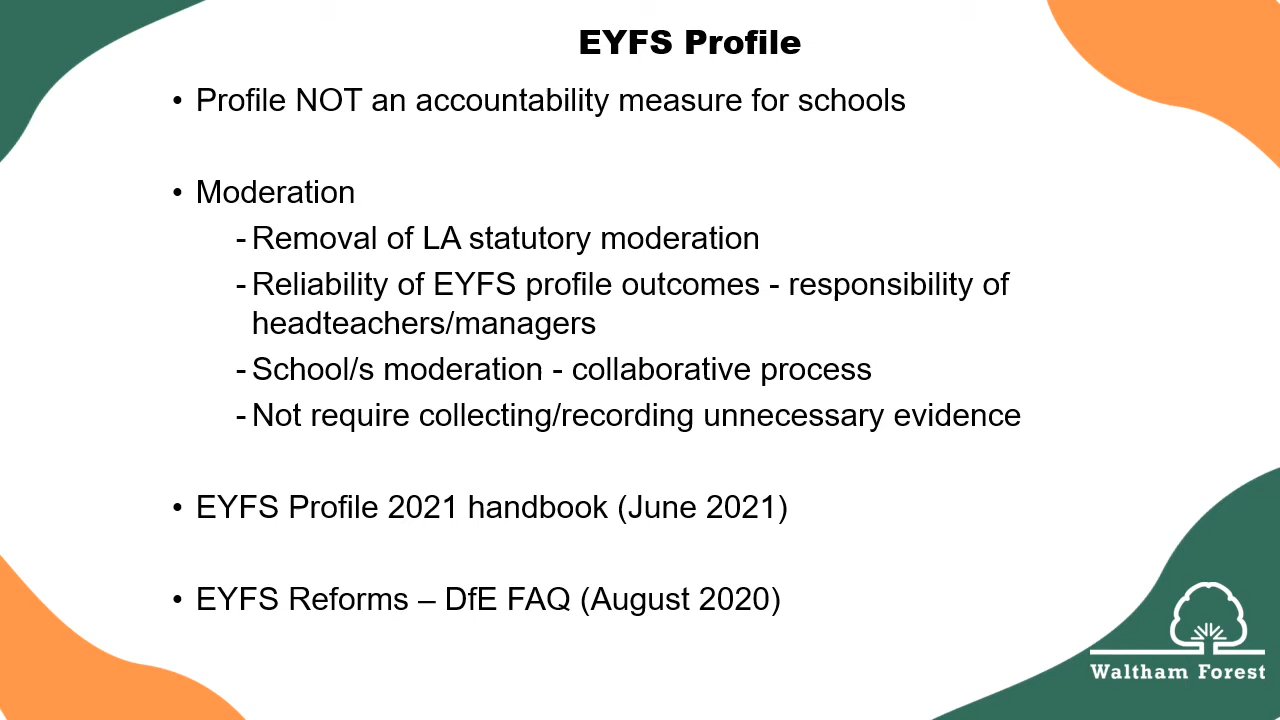 EYFS Profile
• Profile NOT an accountability measure for schools
• Moderation
- Removal of LA statutory moderation
- Reliability of EYFS profile outcomes - responsibility of
headteachers/managers
- School/s moderation - collaborative process
- Not require collecting/recording unnecessary evidence
• EYFS Profile 2021 handbook (June 2021)
• EYFS Reforms – DfE FAQ (August 2020)
Waltham Forest